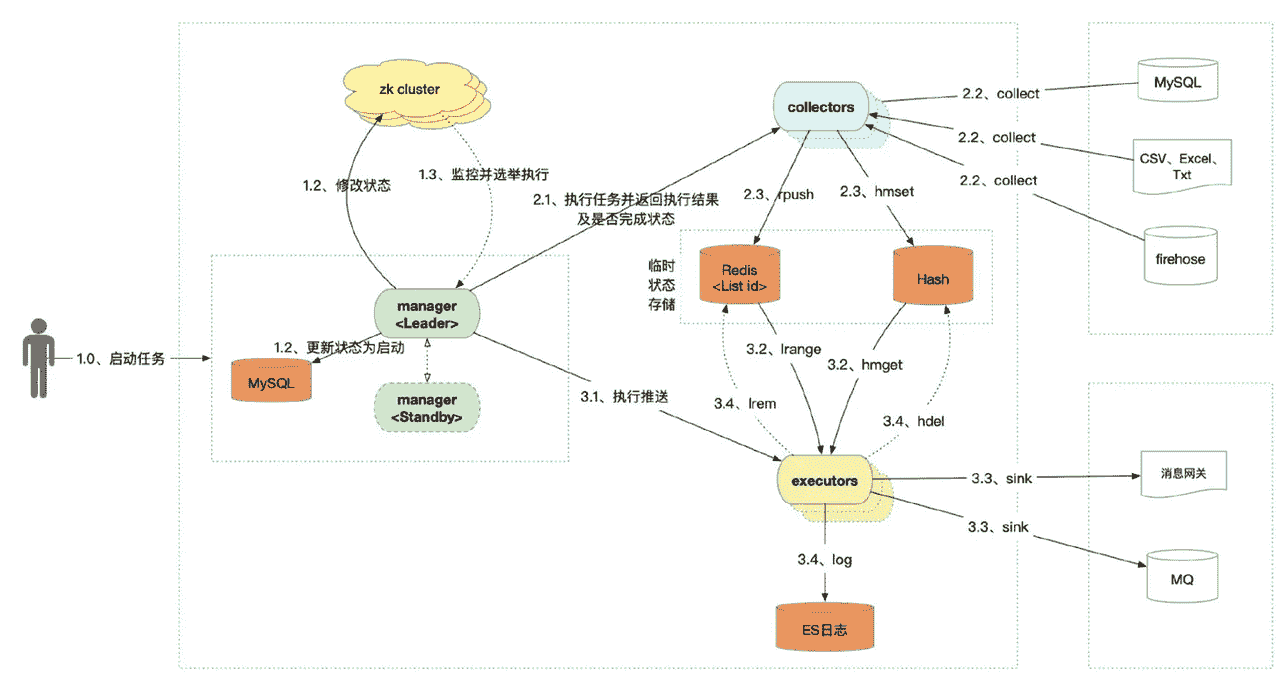 zk cluster
collectors
2.2、collect
MySQL
2.2、collect
CSV、Excel、
Txt
2.2、collect
firehose
1.2、修改状态
1.3、监控并选举执行
2.1、执行任务并返回执行结果
及是否完成状态
2.3、rpush
2.3、hmset
临时
状态
存储
Redis
<List id>
Hash
manager
<Leader>
1.0、启动任务
1.2、更新状态为启动
MySQL
manager
<Standby>
3.1、执行推送
3.2、lrange
3.2、hmget
3.4、lrem
3.4、hdel
executors
3.3、sink
消息网关
3.3、sink
MQ
3.4、log
ES日志